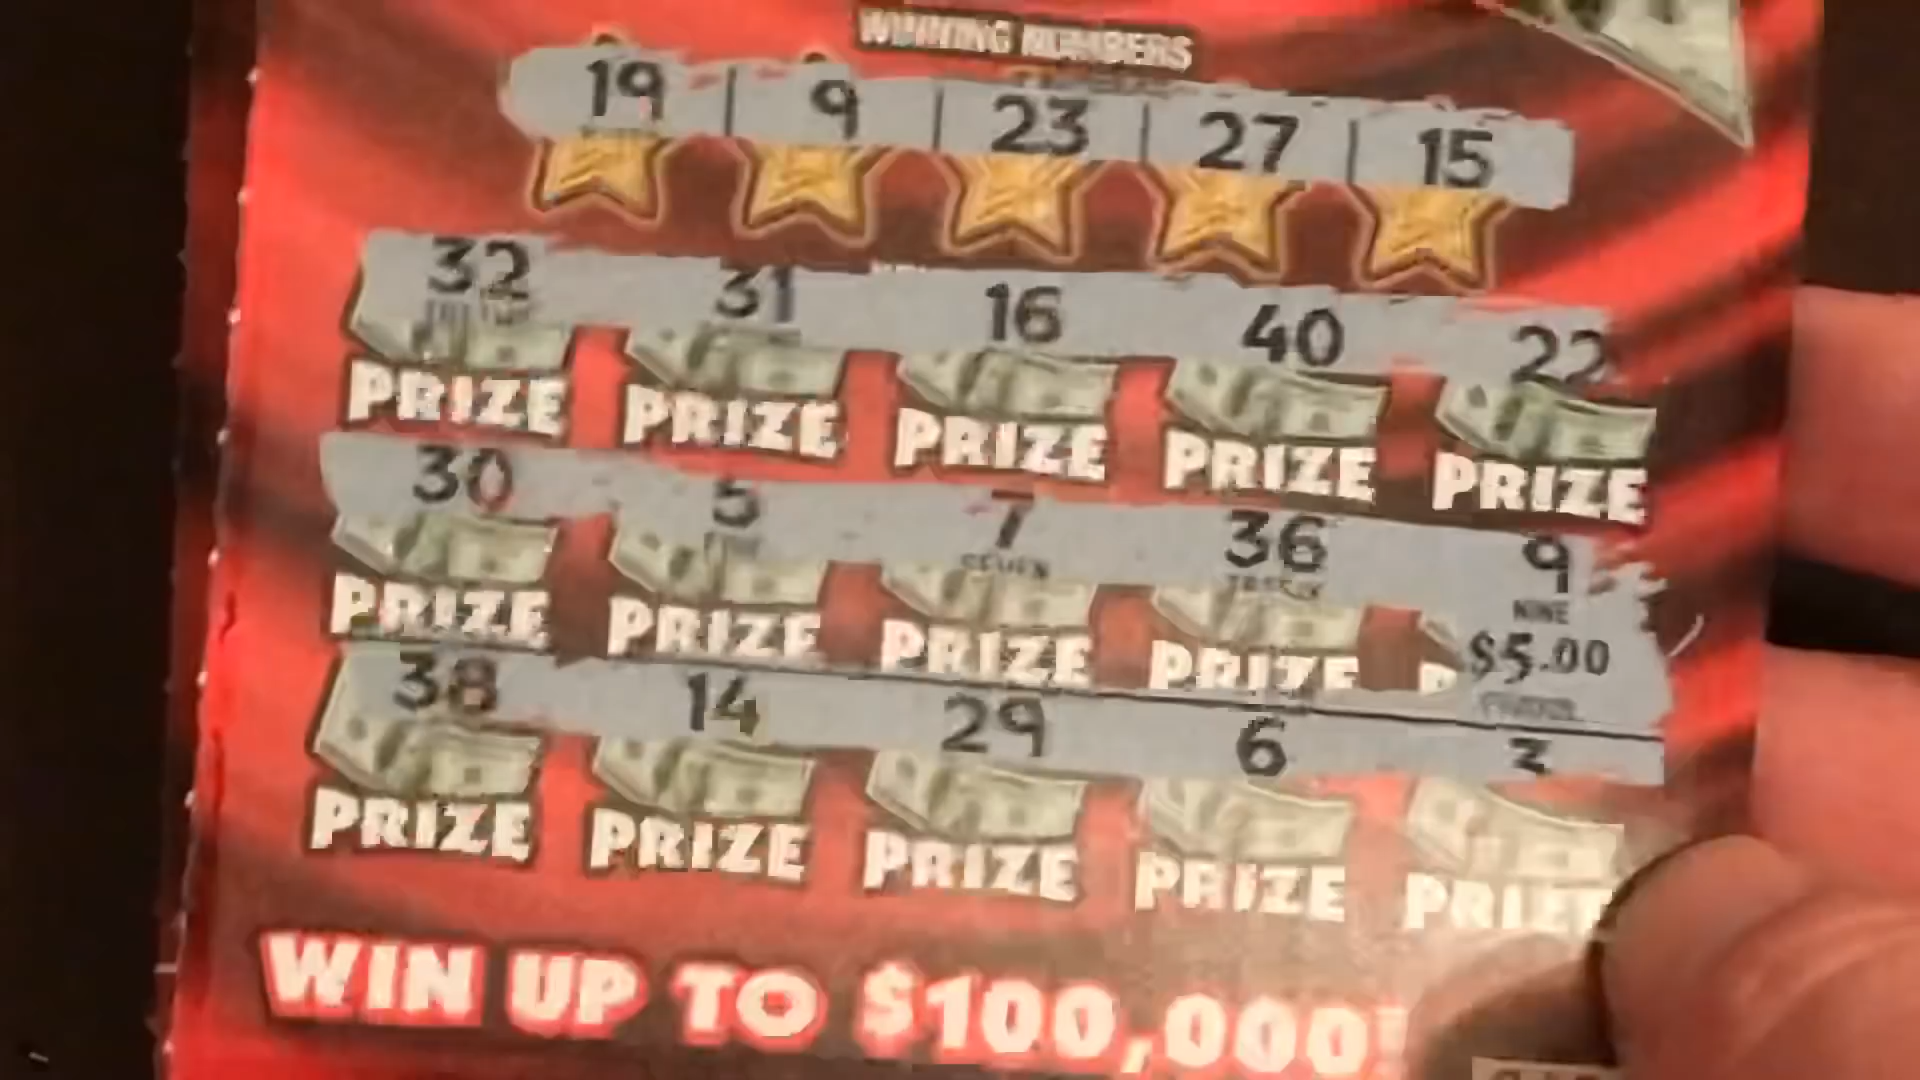 WINNING NUMBERS
19 9 23 27 15
32 31 16 40 22
PRIZE PRIZE PRIZE PRIZE PRIZE
30 5 7 36 9
SEVEN NINE
PRIZE PRIZE PRIZE PRIZE $5.00
38 14 29 6
PRIZE PRIZE PRIZE PRIZE PRIZE
WIN UP TO $100,000!